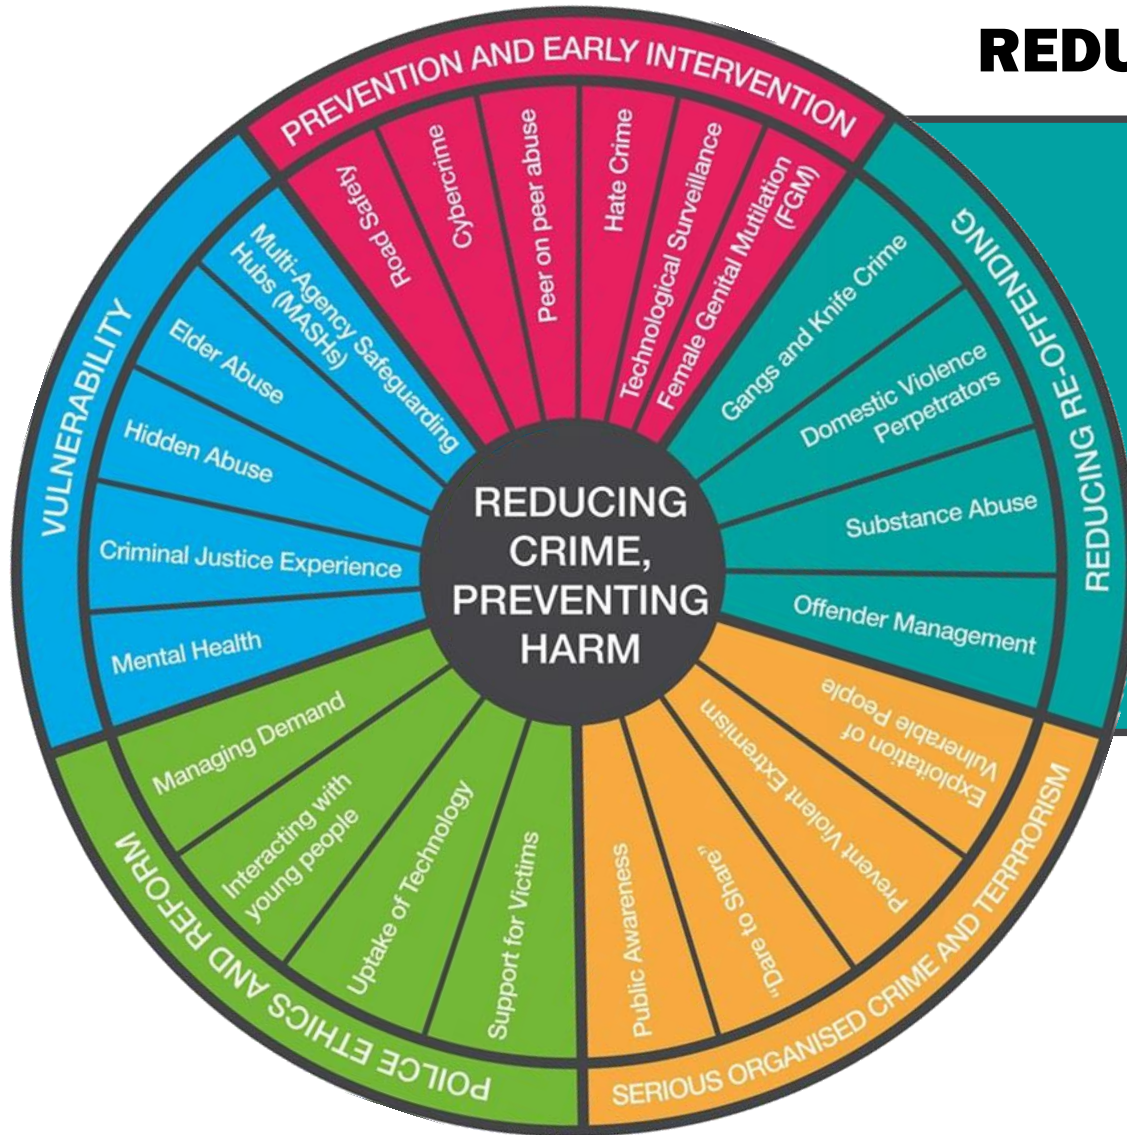 REDU
PREVENTION AND EARLY INTERVENTION
Road Safety
Cybercrime
Peer on peer abuse
Hate Crime
Technological Surveillance
Female Genital Mutilation
(FGM)
REDUCING RE-OFFENDING
Gangs and Knife Crime
Domestic Violence
Perpetrators
Substance Abuse
Offender Management
SERIOUS ORGANISED CRIME AND TERRRORISM
Exploitation of
Vulnerable People
Prevent Violent Extremism
“Dare to Share”
Public Awareness
POILCE ETHICS AND REFORM
Support for Victims
Uptake of Technology
Interacting with
young people
Managing Demand
VULNERABILITY
Mental Health
Criminal Justice Experience
Hidden Abuse
Elder Abuse
Multi-Agency Safeguarding
Hubs (MASHs)
REDUCING
CRIME,
PREVENTING
HARM